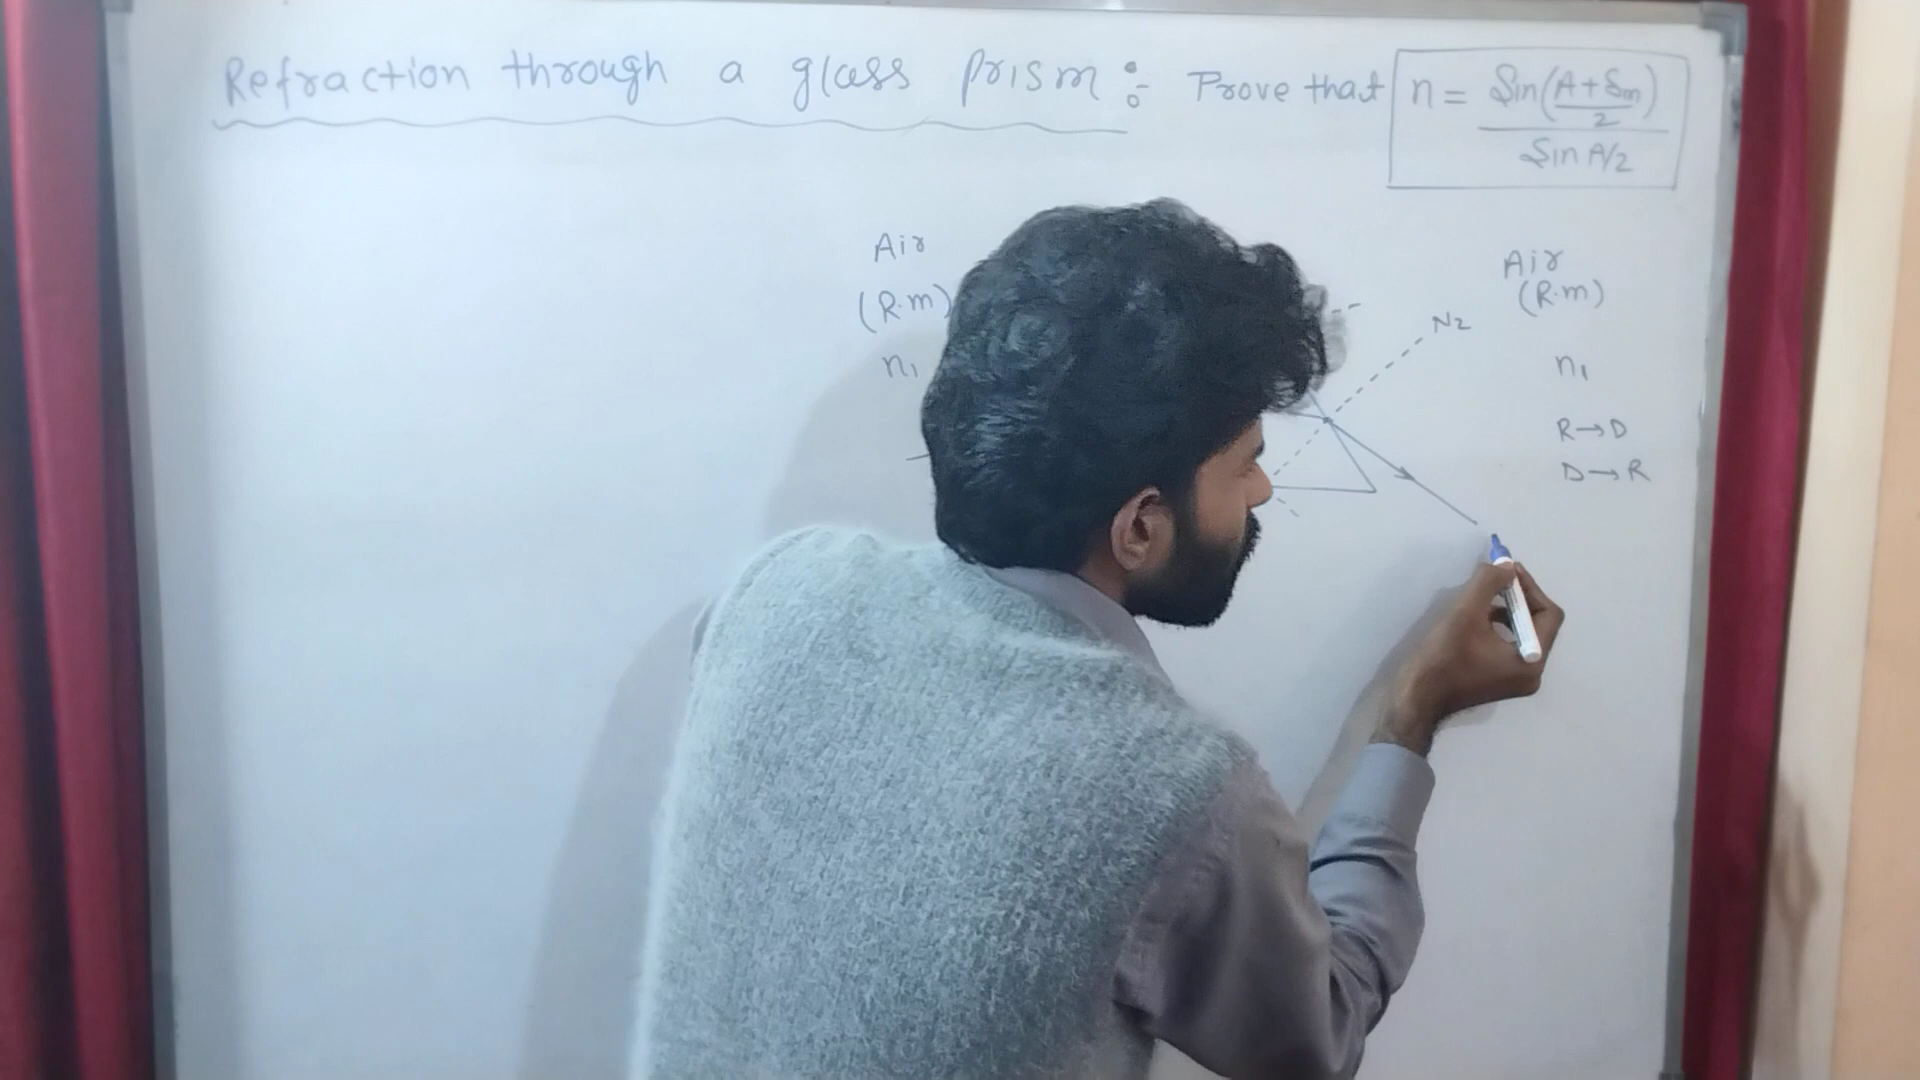 Refraction through a glass prism :- Prove that n = Sin(A+δm/2) / Sin A/2
Air
(R.m)
n₁
N₂
Air
(R.m)
n₁
R→D
D→R